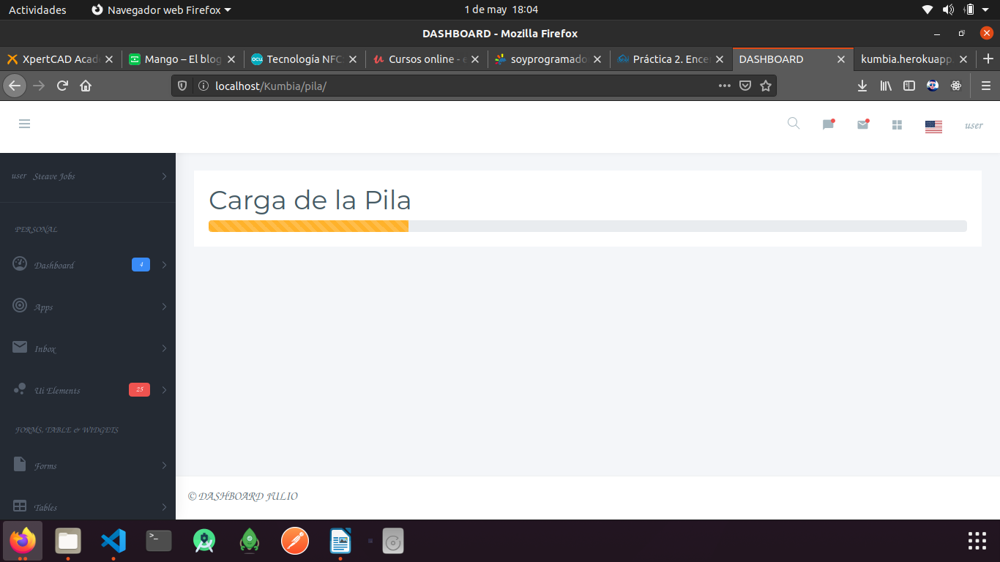 Actividades Navegador web Firefox 1 de may 18:04
DASHBOARD - Mozilla Firefox
XpertCAD Acade Mango – El blog Tecnología NFC: OCU Cursos online - e soyprogramado Práctica 2. Ence DASHBOARD kumbia.herokuapp.
localhost/Kumbia/pila/
user
user Steave Jobs
Carga de la Pila
PERSONAL
Dashboard 4
Apps
Inbox
Ui Elements 25
FORMS, TABLE & WIDGETS
Forms
© DASHBOARD JULIO
Tables
>_